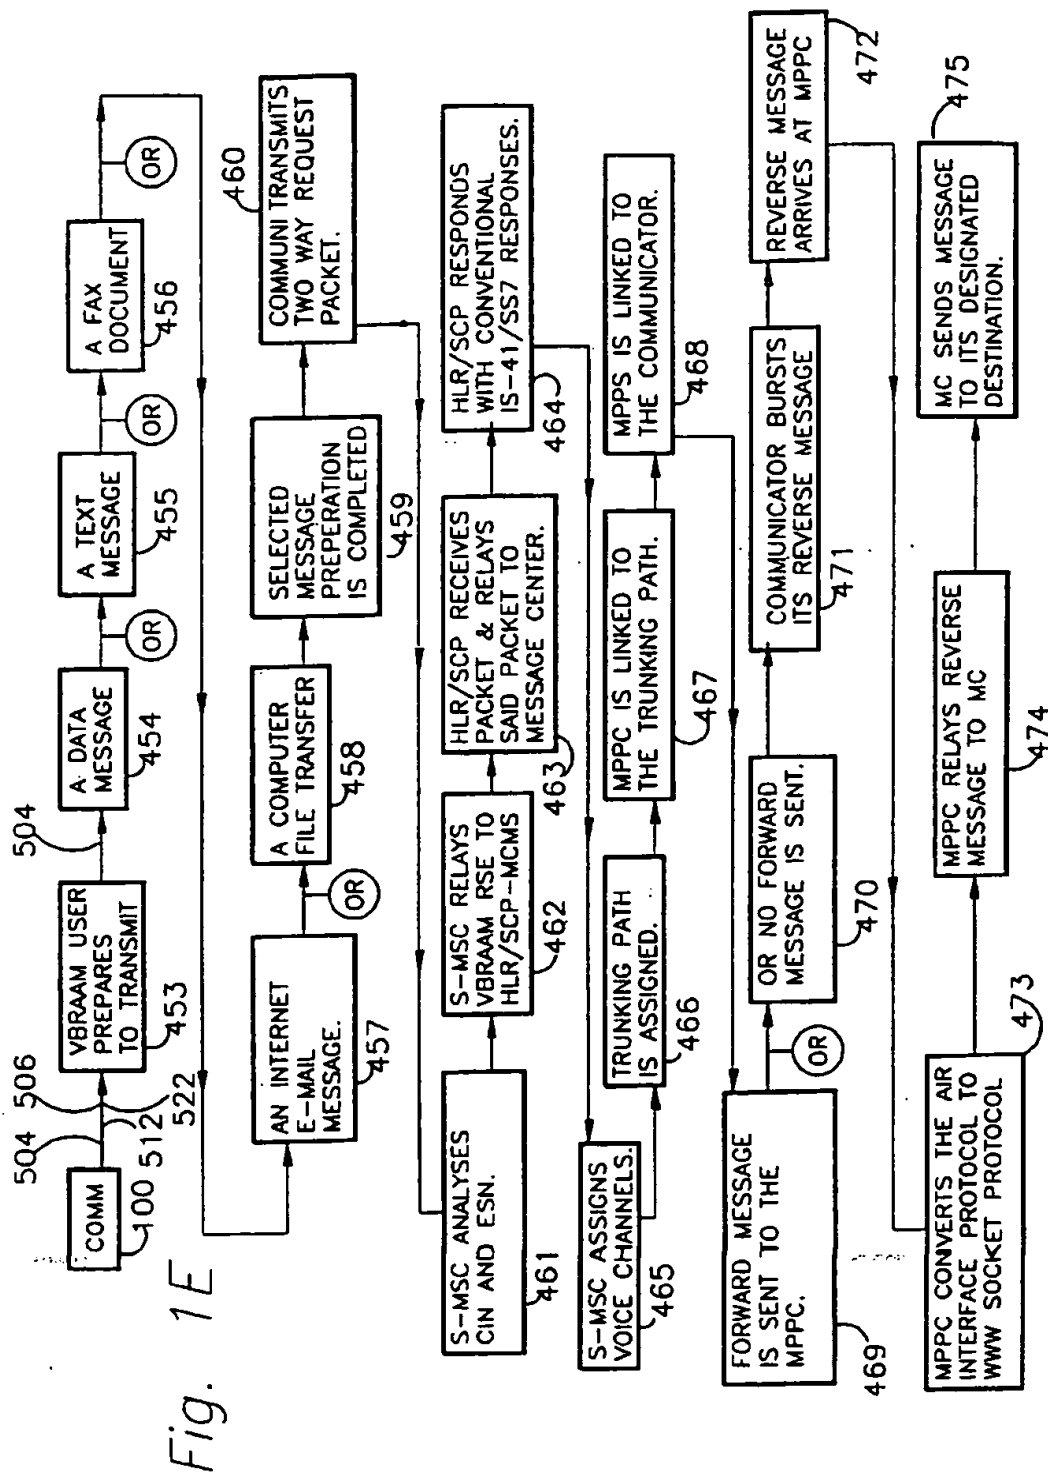 504
506
COMM
100
512
522
VBRAAM USER
PREPARES
TO TRANSMIT
453
504
A DATA
MESSAGE
454
OR
A TEXT
MESSAGE
455
OR
A FAX
DOCUMENT
456
OR
AN INTERNET
E-MAIL
MESSAGE.
457
OR
A COMPUTER
FILE TRANSFER
458
SELECTED
MESSAGE
PREPERATION
IS COMPLETED
459
COMMUNI TRANSMITS
TWO WAY REQUEST
PACKET.
460
S-MSC ANALYSES
CIN AND ESN.
461
S-MSC RELAYS
VBRAAM RSE TO
HLR/SCP-MCMS
462
HLR/SCP RECEIVES
PACKET & RELAYS
SAID PACKET TO
MESSAGE CENTER.
463
HLR/SCP RESPONDS
WITH CONVENTIONAL
IS-41/SS7 RESPONSES.
464
S-MSC ASSIGNS
VOICE CHANNELS.
465
TRUNKING PATH
IS ASSIGNED.
466
MPPC IS LINKED TO
THE TRUNKING PATH.
467
MPPS IS LINKED TO
THE COMMUNICATOR.
468
FORWARD MESSAGE
IS SENT TO THE
MPPC.
469
OR
OR NO FORWARD
MESSAGE IS SENT.
470
COMMUNICATOR BURSTS
ITS REVERSE MESSAGE
471
REVERSE MESSAGE
ARRIVES AT MPPC
472
MPPC CONVERTS THE AIR
INTERFACE PROTOCOL TO
WWW SOCKET PROTOCOL
473
MPPC RELAYS REVERSE
MESSAGE TO MC
474
MC SENDS MESSAGE
TO ITS DESIGNATED
DESTINATION.
475
Fig. 1E